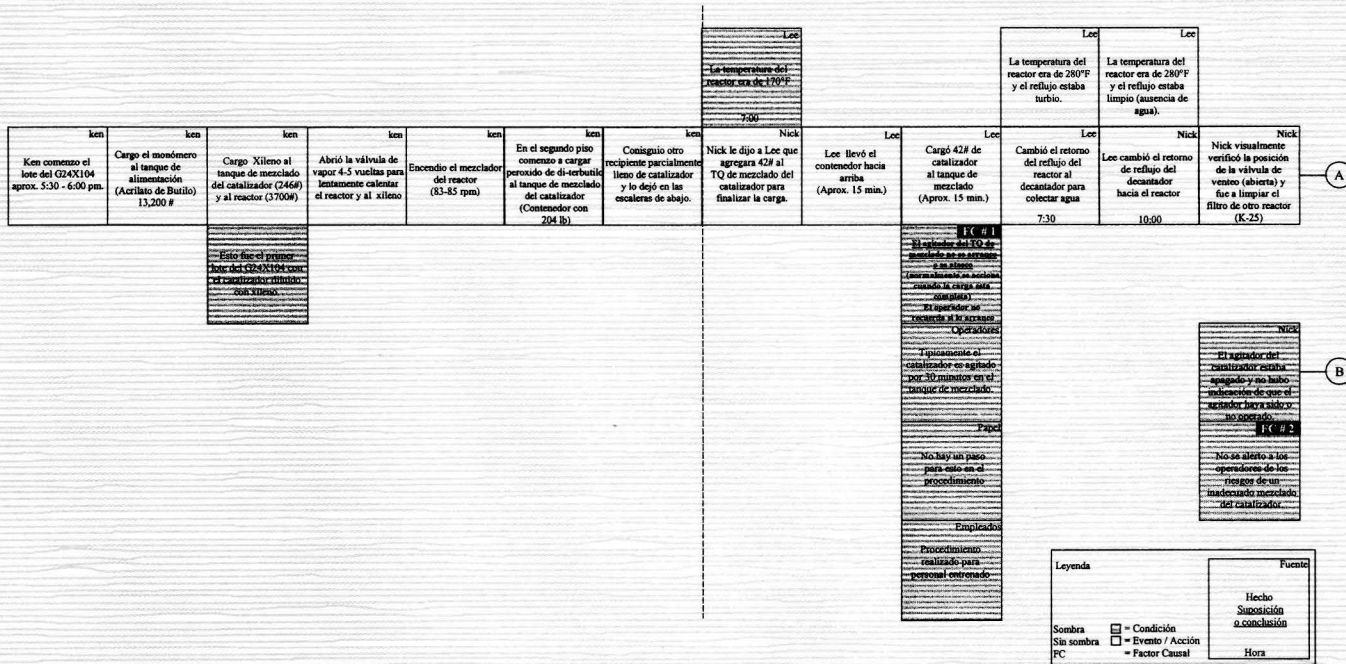 Lee
La temperatura del
reactor era de 170°F
7:00
Lee
La temperatura del
reactor era de 280°F
y el reflujo estaba
turbio.
Lee
La temperatura del
reactor era de 280°F
y el reflujo estaba
limpio (ausencia de
agua).
ken
Ken comenzo el
lote del G24X104
aprox. 5:30 - 6:00 pm.
ken
Cargo el monómero
al tanque de
alimentación
(Acrilato de Butilo)
13,200 #
ken
Cargo Xileno al
tanque de mezclado
del catalizador (246#)
y al reactor (3700#)
ken
Abrió la válvula de
vapor 4-5 vueltas para
lentamente calentar
el reactor y al xileno
ken
Encendio el mezclador
del reactor
(83-85 rpm)
ken
En el segundo piso
comenzo a cargar
peroxido de di-terbutilo
al tanque de mezclado
del catalizador
(Contenedor con
204 lb)
ken
Conisguio otro
recipiente parcialmente
lleno de catalizador
y lo dejó en las
escaleras de abajo.
Nick
Nick le dijo a Lee que
agregara 42# al
TQ de mezclado del
catalizador para
finalizar la carga.
Lee
Lee llevó el
contenedor hacia
arriba
(Aprox. 15 min.)
Lee
Cargó 42# de
catalizador
al tanque de
mezclado
(Aprox. 15 min.)
Lee
Cambió el retorno
del reflujo del
reactor al
decantador para
colectar agua
7:30
Nick
Lee cambió el retorno
de reflujo del
decantador
hacia el reactor
10:00
Nick
Nick visualmente
verificó la posición
de la válvula de
venteo (abierta) y
fue a limpiar el
filtro de otro reactor
(K-25)
A
Esto fue el primer
lote del G24X104 con
el catalizador diluido
con xileno.
FC # 1
El agitador del TQ de
mezclado no se arranco
o se atasco
(normalmente se acciona
cuando la carga esta
completa)
El operador no
recuerda si lo arranco
Operadores
Tipicamente el
catalizador es agitado
por 30 minutos en el
tanque de mezclado.
Papel
No hay un paso
para esto en el
procedimiento
Empleados
Procedimiento
realizado para
personal entrenado
Nick
El agitador del
catalizador estaba
apagado y no hubo
indicación de que el
agitador haya sido o
no operado.
B
FC # 2
No se alerto a los
operadores de los
riesgos de un
inadecuado mezclado
del catalizador
Leyenda
Sombra = Condición
Sin sombra = Evento / Acción
FC = Factor Causal
Fuente
Hecho
Suposición
o conclusión
Hora